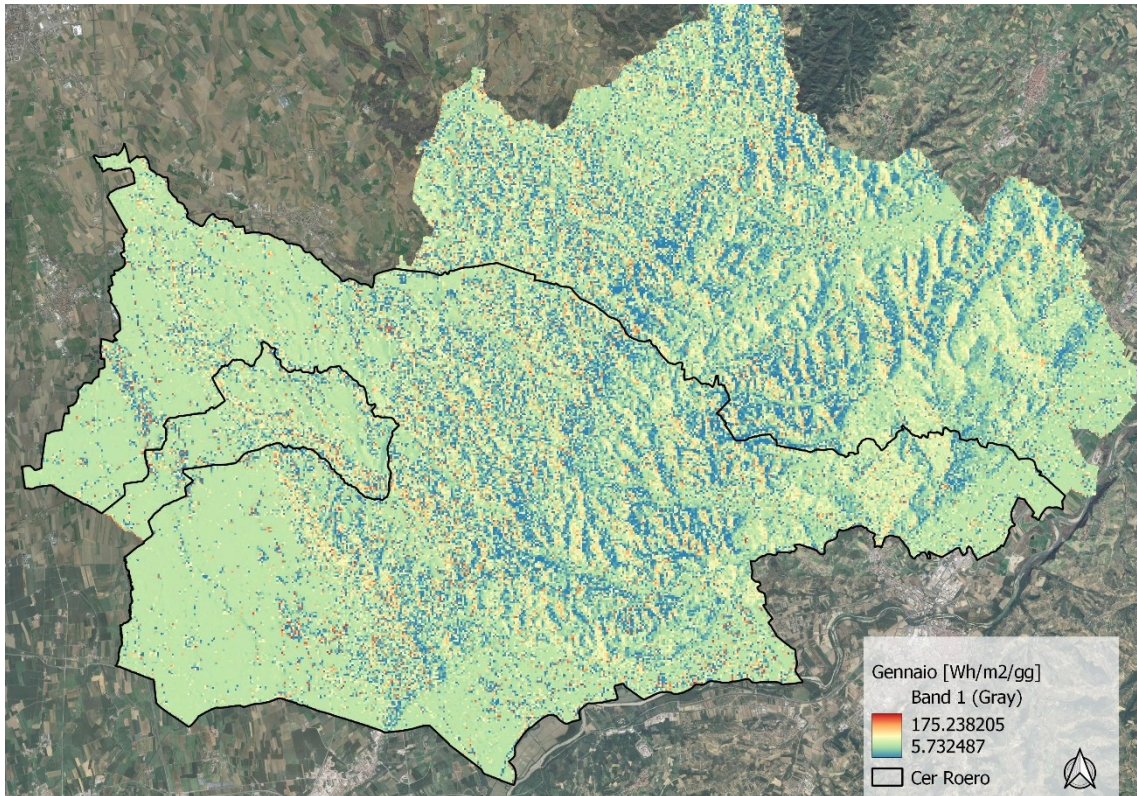 Gennaio [Wh/m2/gg]
Band 1 (Gray)
175.238205
5.732487
Cer Roero